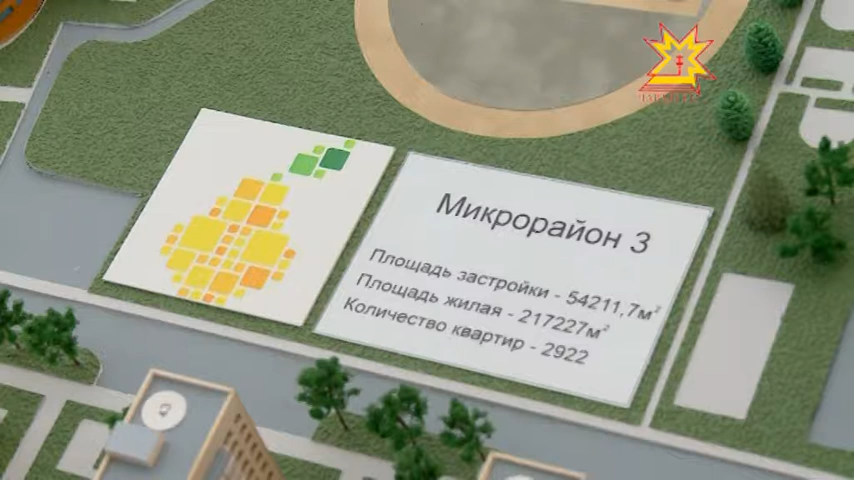 Микрорайон 3
Площадь застройки - 54211,7м²
Площадь жилая - 217227м²
Количество квартир - 2922